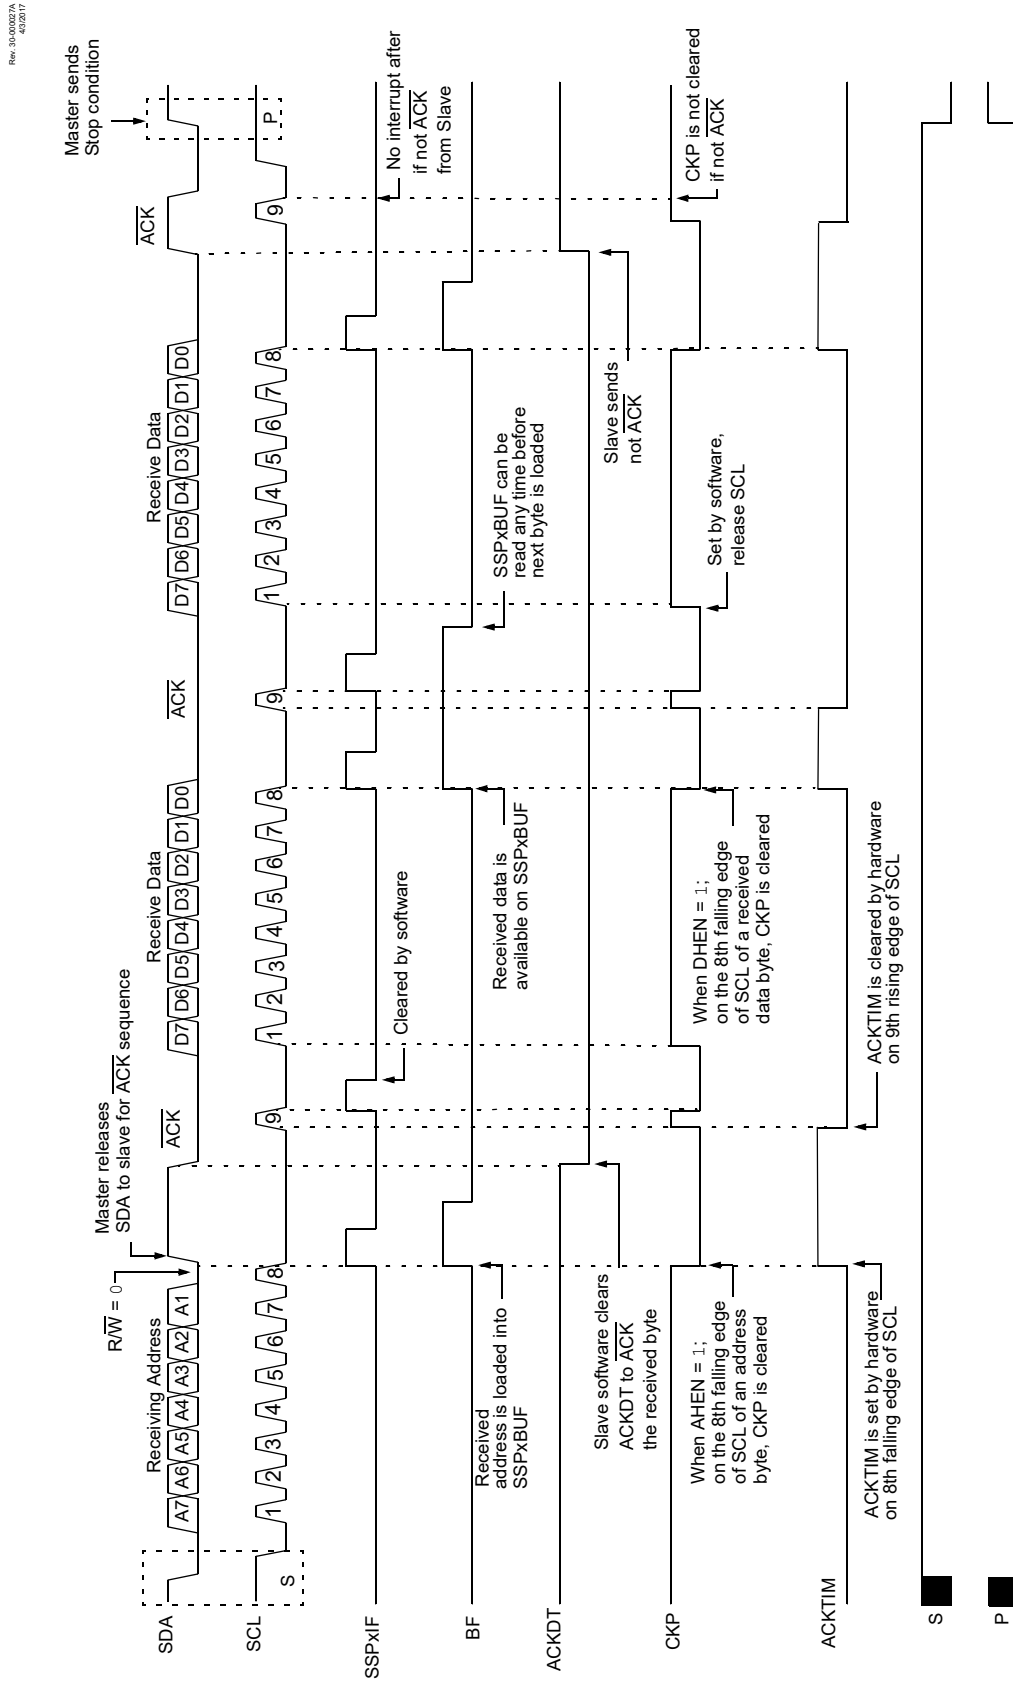 Rev. 30-000027A
4/3/2017
Master releases
SDA to slave for ACK sequence
Master sends
Stop condition
R/W = 0
Receiving Address
ACK
Receive Data
ACK
Receive Data
ACK
SDA
A7 A6 A5 A4 A3 A2 A1
D7 D6 D5 D4 D3 D2 D1 D0
D7 D6 D5 D4 D3 D2 D1 D0
SCL
S
1 2 3 4 5 6 7 8 9
1 2 3 4 5 6 7 8 9
1 2 3 4 5 6 7 8 9
P
SSPxIF
Cleared by software
No interrupt after
if not ACK
from Slave
BF
Received
address is loaded into
SSPxBUF
Received data is
available on SSPxBUF
SSPxBUF can be
read any time before
next byte is loaded
ACKDT
Slave software clears
ACKDT to ACK
the received byte
Slave sends
not ACK
CKP
When AHEN = 1;
on the 8th falling edge
of SCL of an address
byte, CKP is cleared
When DHEN = 1;
on the 8th falling edge
of SCL of a received
data byte, CKP is cleared
Set by software,
release SCL
CKP is not cleared
if not ACK
ACKTIM
ACKTIM is set by hardware
on 8th falling edge of SCL
ACKTIM is cleared by hardware
on 9th rising edge of SCL
S
P